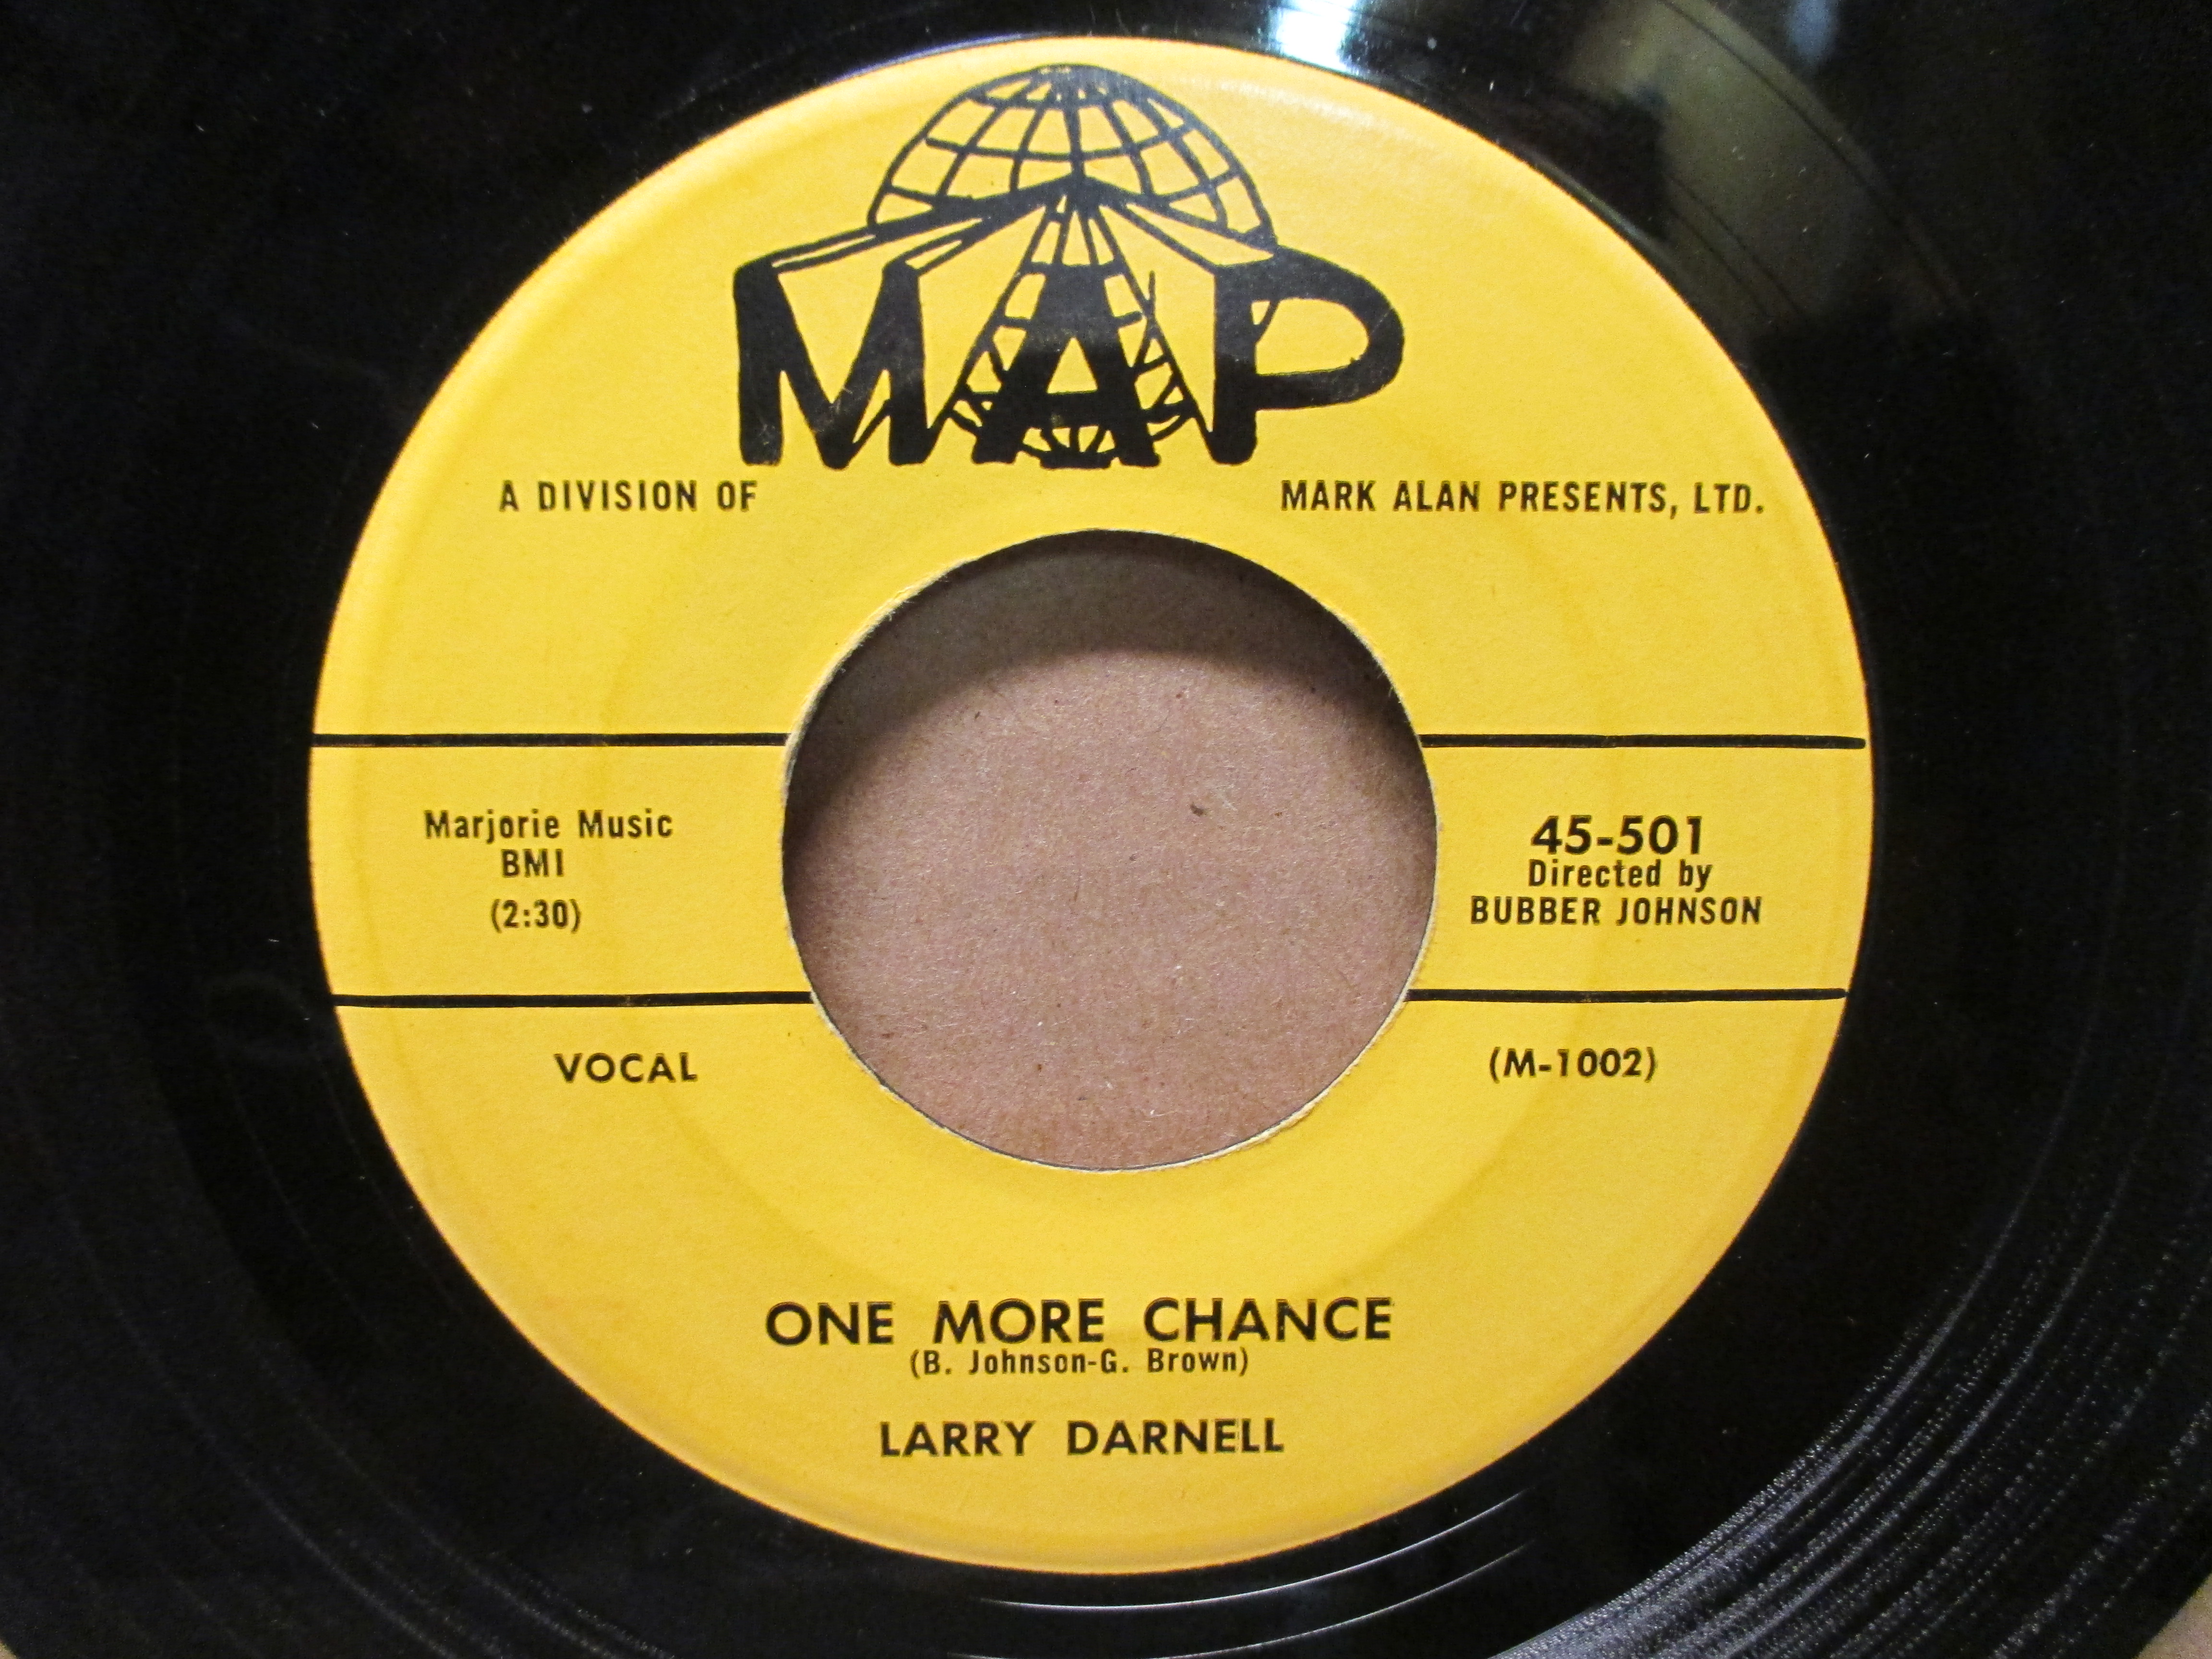 MAP
A DIVISION OF MARK ALAN PRESENTS, LTD.
Marjorie Music
BMI
(2:30)
45-501
Directed by
BUBBER JOHNSON
VOCAL
(M-1002)
ONE MORE CHANCE
(B. Johnson-G. Brown)
LARRY DARNELL